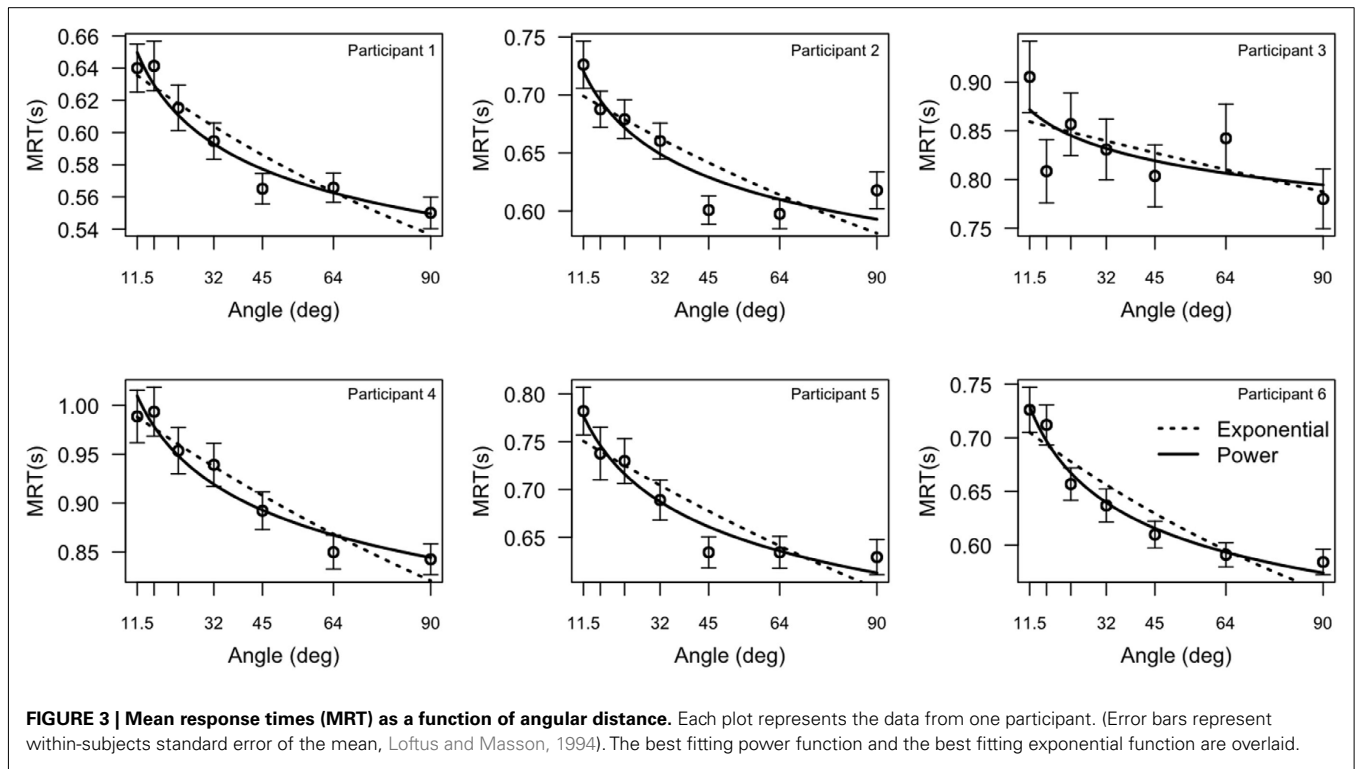 Participant 1
0.66
0.64
0.62
0.60
0.58
0.56
0.54
MRT(s)
11.5 32 45 64 90
Angle (deg)
Participant 2
0.75
0.70
0.65
0.60
MRT(s)
11.5 32 45 64 90
Angle (deg)
Participant 3
0.90
0.85
0.80
0.75
MRT(s)
11.5 32 45 64 90
Angle (deg)
Participant 4
1.00
0.95
0.90
0.85
MRT(s)
11.5 32 45 64 90
Angle (deg)
Participant 5
0.80
0.75
0.70
0.65
MRT(s)
11.5 32 45 64 90
Angle (deg)
Participant 6
0.75
0.70
0.65
0.60
MRT(s)
Exponential
Power
11.5 32 45 64 90
Angle (deg)
FIGURE 3 | Mean response times (MRT) as a function of angular distance. Each plot represents the data from one participant. (Error bars represent
within-subjects standard error of the mean, Loftus and Masson, 1994). The best fitting power function and the best fitting exponential function are overlaid.